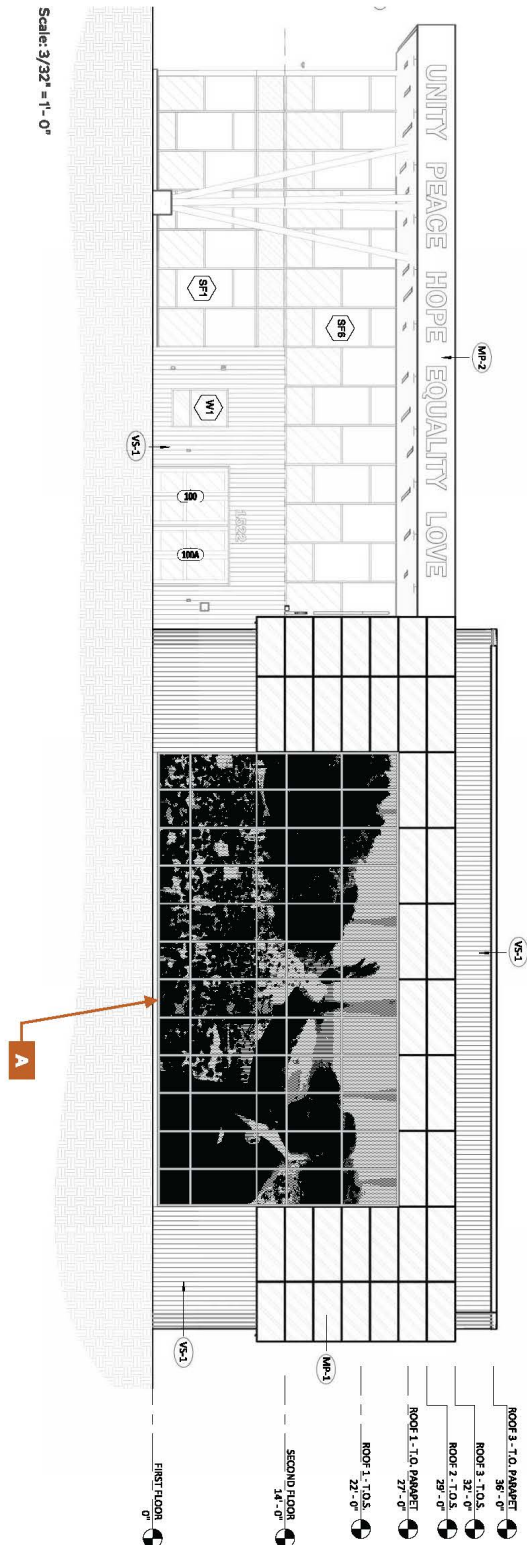 UNITY PEACE HOPE EQUALITY LOVE
MP-2
VS-1
SF6
SF1
W1
VS-1
100
100A
VS-1
MP-1
A
ROOF 3 - T.O. PARAPET
36' - 0"
ROOF 3 - T.O.S.
32' - 0"
ROOF 2 - T.O.S.
29' - 0"
ROOF 1 - T.O. PARAPET
27' - 0"
ROOF 1 - T.O.S.
22' - 0"
SECOND FLOOR
14' - 0"
FIRST FLOOR
0"
Scale: 3/32" = 1'- 0"